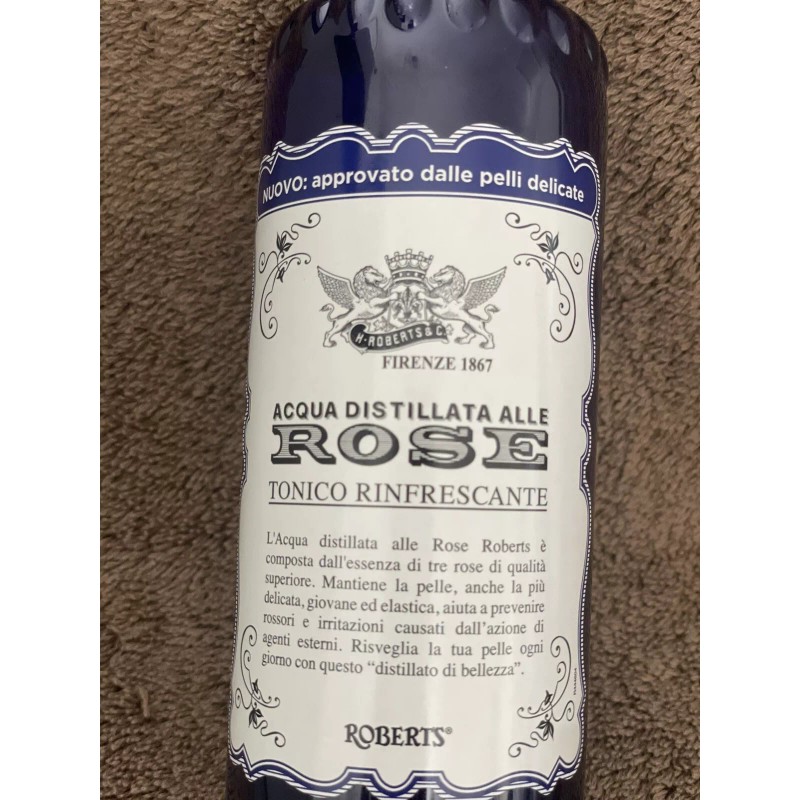 NUOVO: approvato dalle pelli delicate
H·ROBERTS & C.
FIRENZE 1867
ACQUA DISTILLATA ALLE
ROSE
TONICO RINFRESCANTE
L'Acqua distillata alle Rose Roberts è
composta dall'essenza di tre rose di qualità
superiore. Mantiene la pelle, anche la più
delicata, giovane ed elastica, aiuta a prevenire
rossori e irritazioni causati dall'azione di
agenti esterni. Risveglia la tua pelle ogni
giorno con questo “distillato di bellezza”.
ROBERTS®